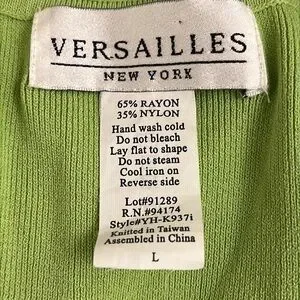 VERSAILLES
NEW YORK
65% RAYON
35% NYLON
Hand wash cold
Do not bleach
Lay flat to shape
Do not steam
Cool iron on
Reverse side
Lot#91289
R.N.#94174
Style#YH-K937i
Knitted in Taiwan
Assembled in China
L